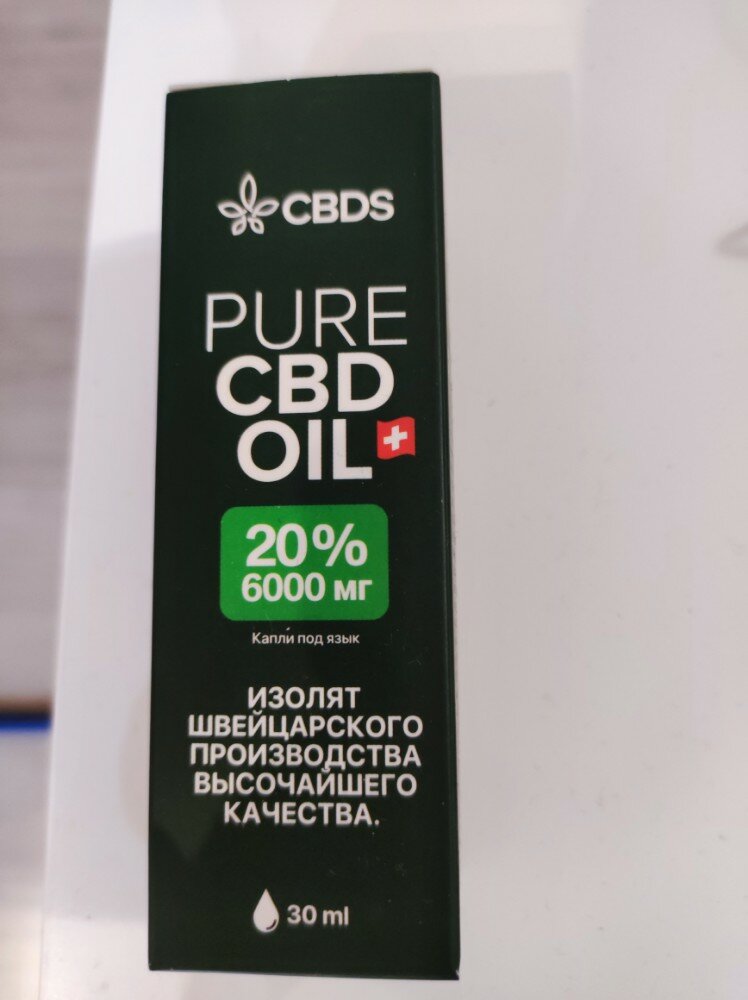 CBDS
PURE
CBD
OIL
20%
6000 мг
Капли под язык
ИЗОЛЯТ
ШВЕЙЦАРСКОГО
ПРОИЗВОДСТВА
ВЫСОЧАЙШЕГО
КАЧЕСТВА.
30 ml